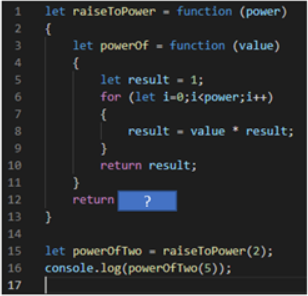 1 let raiseToPower = function (power)
2 {
3 let powerOf = function (value)
4 {
5 let result = 1;
6 for (let i=0;i<power;i++)
7 {
8 result = value * result;
9 }
10 return result;
11 }
12 return ?
13 }
14
15 let powerOfTwo = raiseToPower(2);
16 console.log(powerOfTwo(5));
17